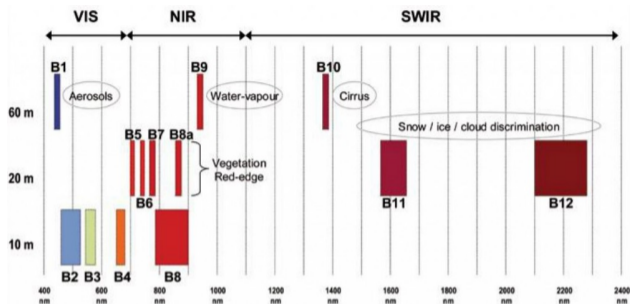 VIS NIR SWIR
B1 B9 B10
Aerosols Water-vapour Cirrus
60 m
Snow / ice / cloud discrimination
B5 B7 B8a
Vegetation
Red-edge
20 m
B6 B11 B12
10 m
B2 B3 B4 B8
400 600 800 1000 1200 1400 1600 1800 2000 2200 2400
nm nm nm nm nm nm nm nm nm nm nm